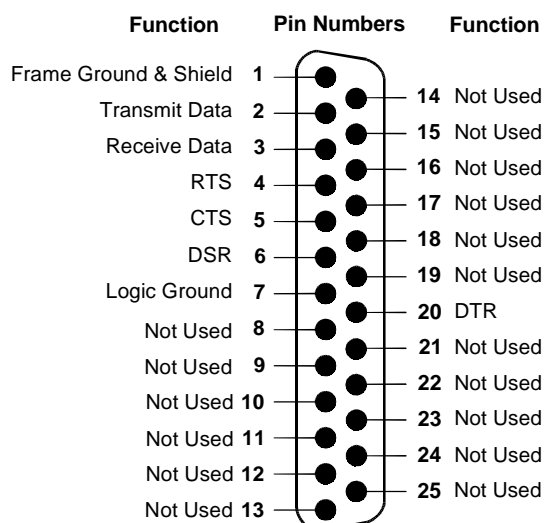 Function Pin Numbers Function
Frame Ground & Shield 1
14 Not Used
Transmit Data 2
15 Not Used
Receive Data 3
16 Not Used
RTS 4
17 Not Used
CTS 5
18 Not Used
DSR 6
19 Not Used
Logic Ground 7
20 DTR
Not Used 8
21 Not Used
Not Used 9
22 Not Used
Not Used 10
23 Not Used
Not Used 11
24 Not Used
Not Used 12
25 Not Used
Not Used 13